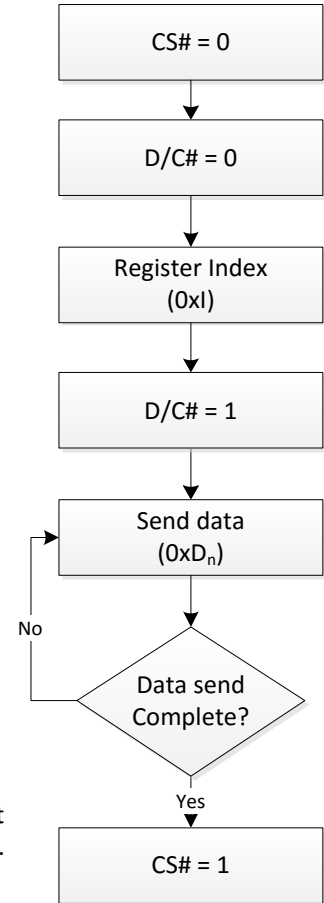 CS# = 0
D/C# = 0
Register Index
(0xI)
D/C# = 1
Send data
(0xDₙ)
No
Data send
Complete?
Yes
t
.
CS# = 1